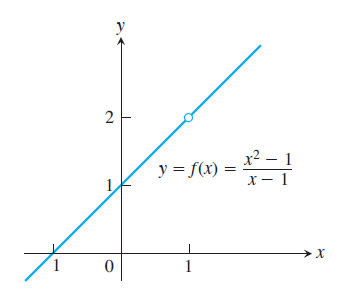 y
2
y = f(x) = x² − 1 / x − 1
1
x
1 0 1